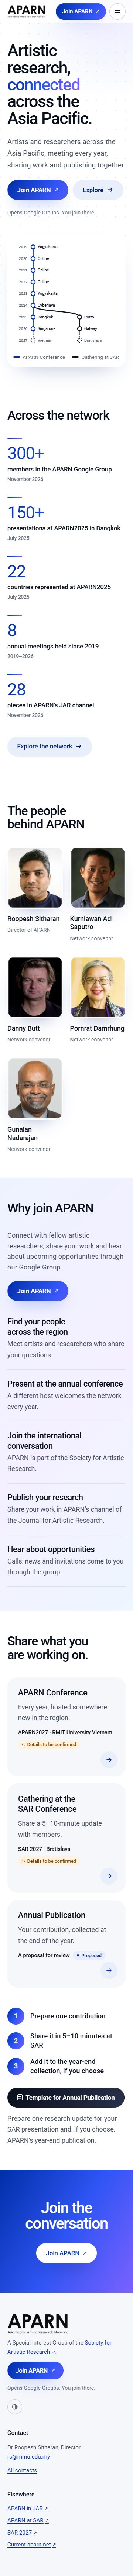 APARN
Asia Pacific Artistic Research Network
Join APARN ↗
Artistic
research,
connected
across the
Asia Pacific.
Artists and researchers across the
Asia Pacific, meeting every year,
sharing work and publishing together.
Join APARN ↗
Explore →
Opens Google Groups. You join there.
2019 Yogyakarta
2020 Online
2021 Online
2022 Online
2023 Yogyakarta
2024 Cyberjaya
2025 Bangkok Porto
2026 Singapore Galway
2027 Vietnam Bratislava
APARN Conference Gathering at SAR
Across the network
300+
members in the APARN Google Group
November 2026
150+
presentations at APARN2025 in Bangkok
July 2025
22
countries represented at APARN2025
July 2025
8
annual meetings held since 2019
2019–2026
28
pieces in APARN's JAR channel
November 2026
Explore the network →
The people
behind APARN
Roopesh Sitharan
Director of APARN
Kurniawan Adi
Saputro
Network convenor
Danny Butt
Network convenor
Pornrat Damrhung
Network convenor
Gunalan
Nadarajan
Network convenor
Why join APARN
Connect with fellow artistic
researchers, share your work and hear
about upcoming opportunities through
our Google Group.
Join APARN ↗
Find your people
across the region
Meet artists and researchers who share
your questions.
Present at the annual conference
A different host welcomes the network
every year.
Join the international
conversation
APARN is part of the Society for Artistic
Research.
Publish your research
Share your work in APARN's channel of
the Journal for Artistic Research.
Hear about opportunities
Calls, news and invitations come to you
through the group.
Share what you
are working on.
APARN Conference
Every year, hosted somewhere
new in the region.
APARN2027 · RMIT University Vietnam
Details to be confirmed
→
Gathering at the
SAR Conference
Share a 5–10-minute update
with members.
SAR 2027 · Bratislava
Details to be confirmed
→
Annual Publication
Your contribution, collected at
the end of the year.
A proposal for review Proposed
→
1 Prepare one contribution
2 Share it in 5–10 minutes at
SAR
3 Add it to the year-end
collection, if you choose
Template for Annual Publication
Prepare one research update for your
SAR presentation and, if you choose,
APARN's year-end publication.
Join the
conversation
Join APARN ↗
APARN
Asia Pacific Artistic Research Network
A Special Interest Group of the Society for
Artistic Research ↗.
Join APARN ↗
Opens Google Groups. You join there.
Contact
Dr Roopesh Sitharan, Director
rs@mmu.edu.my
All contacts
Elsewhere
APARN in JAR ↗
APARN at SAR ↗
SAR 2027 ↗
Current aparn.net ↗